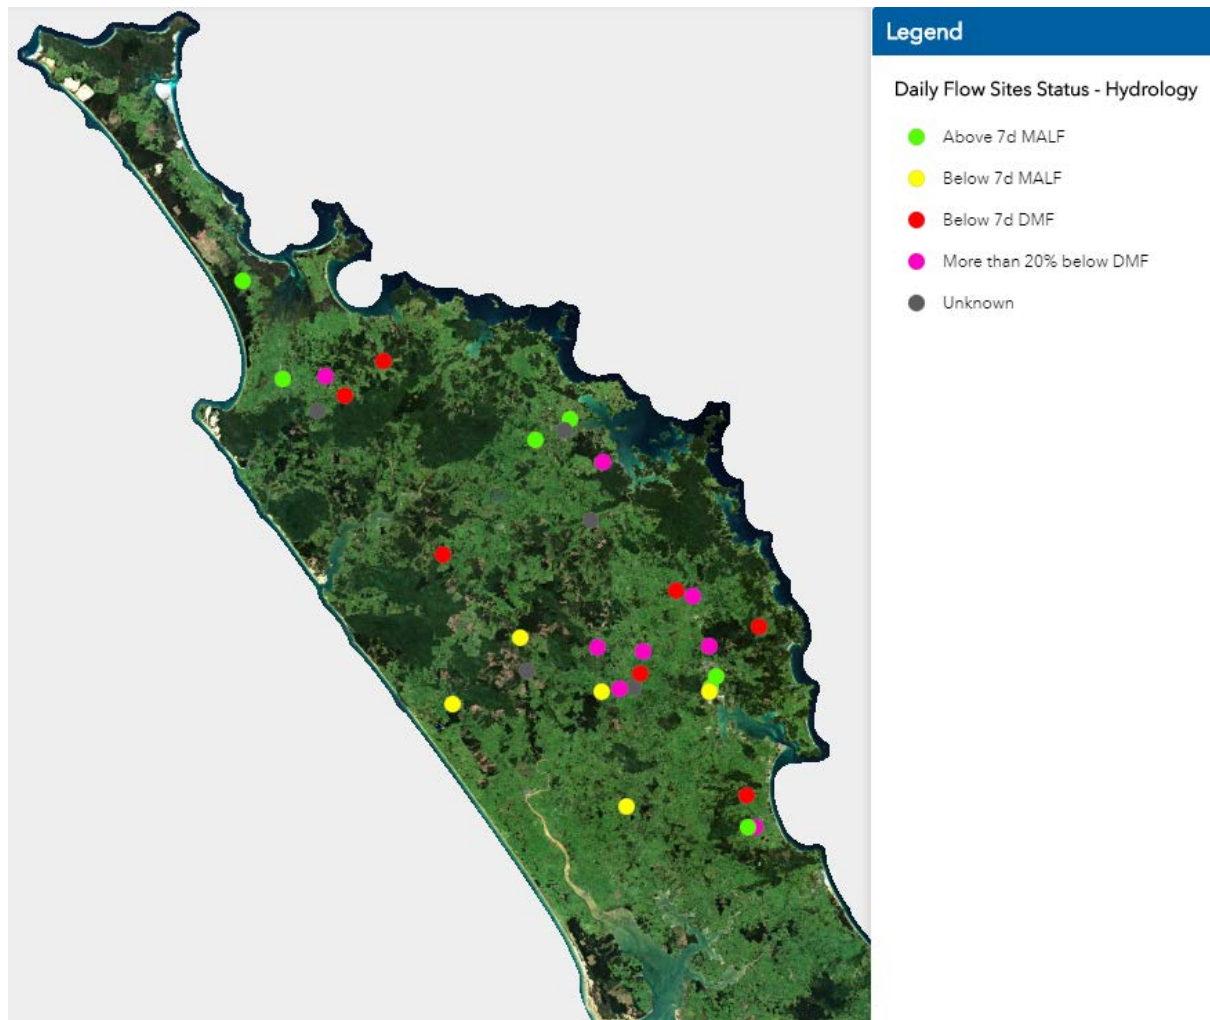 Legend
Daily Flow Sites Status - Hydrology
Above 7d MALF
Below 7d MALF
Below 7d DMF
More than 20% below DMF
Unknown